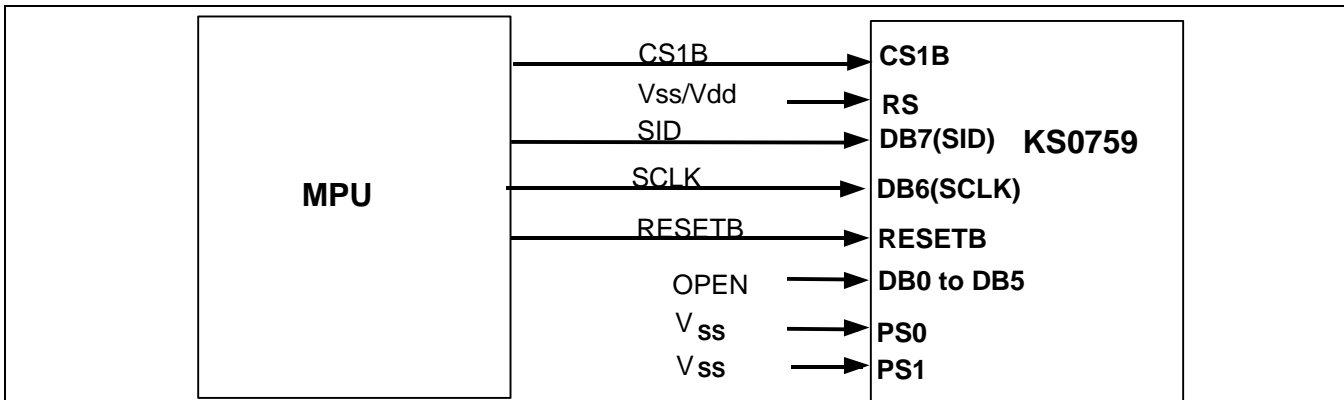 CS1B CS1B
Vss/Vdd RS
SID DB7(SID) KS0759
MPU SCLK DB6(SCLK)
RESETB RESETB
OPEN DB0 to DB5
VSS PS0
VSS PS1